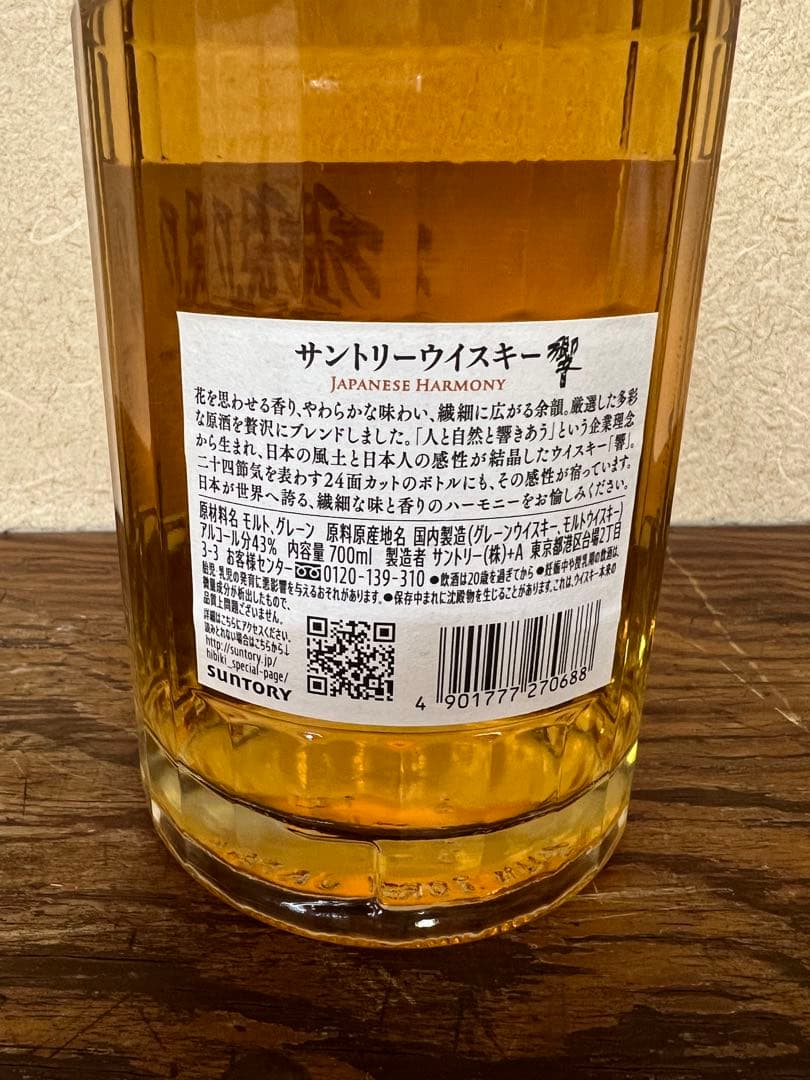 サントリーウイスキー 響
JAPANESE HARMONY
花を思わせる香り、やわらかな味わい、繊細に広がる余韻。厳選した多彩
な原酒を贅沢にブレンドしました。「人と自然と響きあう」という企業理念
から生まれ、日本の風土と日本人の感性が結晶したウイスキー「響」。
二十四節気を表わす24面カットのボトルにも、その感性が宿っています。
日本が世界へ誇る、繊細な味と香りのハーモニーをお愉しみください。
原材料名 モルト、グレーン 原料原産地名 国内製造(グレーンウイスキー、モルトウイスキー)
アルコール分43% 内容量 700ml 製造者 サントリー(株)+A 東京都港区台場2丁目
3-3 お客様センター 0120-139-310 ●飲酒は20歳を過ぎてから ●妊娠中や授乳期の飲酒は、
胎児・乳児の発育に悪影響を与えるおそれがあります。●保存中まれに沈殿物を生じることがあります。これは、ウイスキー本来の
微量成分が析出したもので、
品質上問題ございません。
詳細はこちらにアクセスください。
読みとれない場合はこちらから↓
http://suntory.jp/
hibiki_special-page/
SUNTORY
4 901777 270688